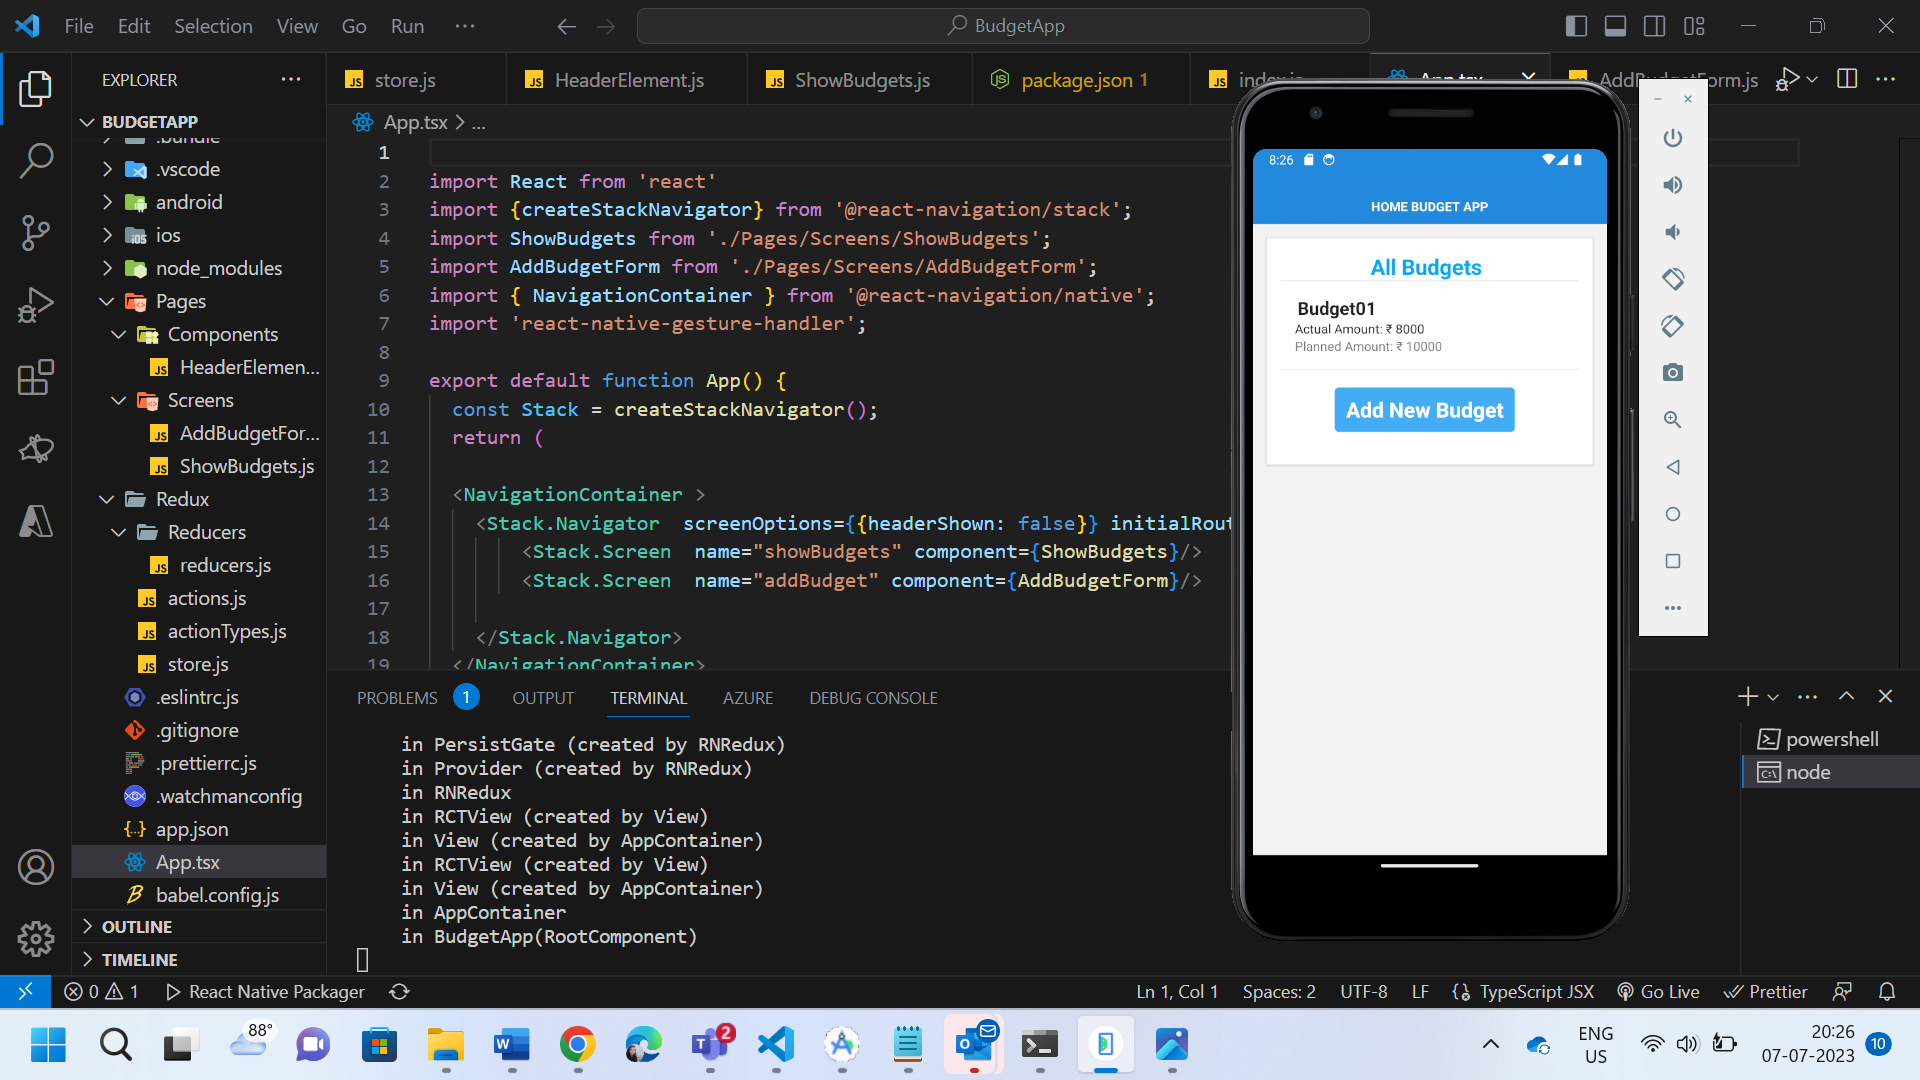 File Edit Selection View Go Run ···
BudgetApp
EXPLORER
BUDGETAPP
.bundle
.vscode
android
ios
node_modules
Pages
Components
HeaderElemen...
Screens
AddBudgetFor...
ShowBudgets.js
Redux
Reducers
reducers.js
actions.js
actionTypes.js
store.js
.eslintrc.js
.gitignore
.prettierrc.js
.watchmanconfig
app.json
App.tsx
babel.config.js
OUTLINE
TIMELINE
store.js HeaderElement.js ShowBudgets.js package.json 1
App.tsx > ...
1
2 import React from 'react'
3 import {createStackNavigator} from '@react-navigation/stack';
4 import ShowBudgets from './Pages/Screens/ShowBudgets';
5 import AddBudgetForm from './Pages/Screens/AddBudgetForm';
6 import { NavigationContainer } from '@react-navigation/native';
7 import 'react-native-gesture-handler';
8
9 export default function App() {
10 const Stack = createStackNavigator();
11 return (
12
13 <NavigationContainer >
14 <Stack.Navigator screenOptions={{headerShown: false}} initialRout
15 <Stack.Screen name="showBudgets" component={ShowBudgets}/>
16 <Stack.Screen name="addBudget" component={AddBudgetForm}/>
17
18 </Stack.Navigator>
19 </NavigationContainer>
8:26
HOME BUDGET APP
All Budgets
Budget01
Actual Amount: ₹ 8000
Planned Amount: ₹ 10000
Add New Budget
PROBLEMS 1 OUTPUT TERMINAL AZURE DEBUG CONSOLE
in PersistGate (created by RNRedux)
in Provider (created by RNRedux)
in RNRedux
in RCTView (created by View)
in View (created by AppContainer)
in RCTView (created by View)
in View (created by AppContainer)
in AppContainer
in BudgetApp(RootComponent)
powershell
node
0 1 React Native Packager
Ln 1, Col 1 Spaces: 2 UTF-8 LF TypeScript JSX Go Live Prettier
88°
2
ENG
US
20:26
07-07-2023
10